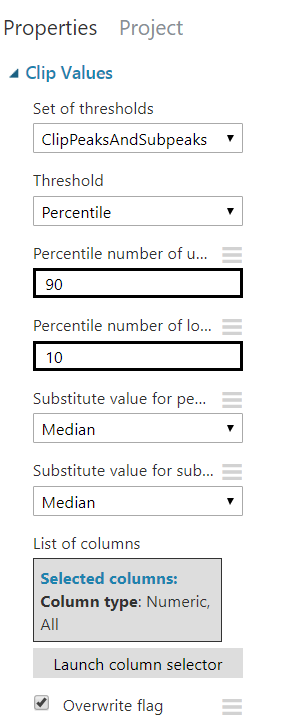 Properties Project
Clip Values
Set of thresholds
ClipPeaksAndSubpeaks
Threshold
Percentile
Percentile number of u...
90
Percentile number of lo...
10
Substitute value for pe...
Median
Substitute value for sub...
Median
List of columns
Selected columns:
Column type: Numeric,
All
Launch column selector
Overwrite flag